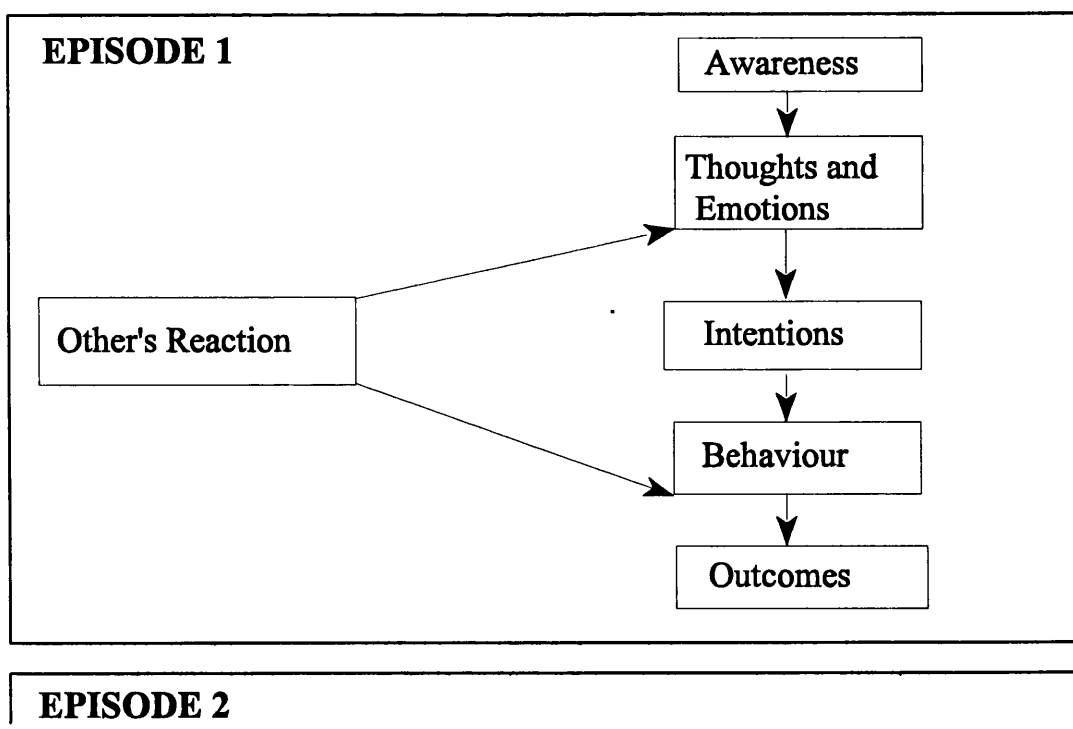 EPISODE 1
Awareness
Thoughts and
Emotions
Other's Reaction
Intentions
Behaviour
Outcomes
EPISODE 2